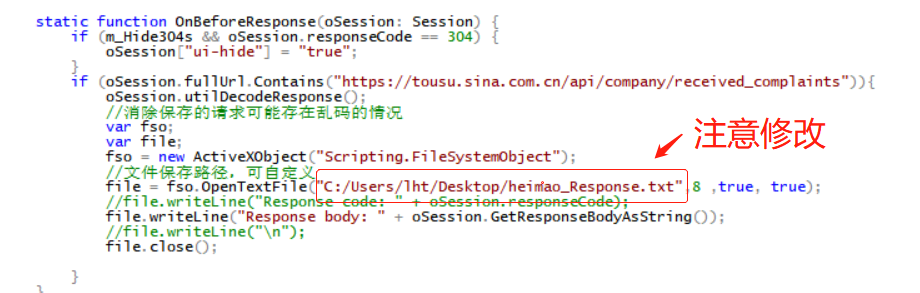 static function OnBeforeResponse(oSession: Session) {
if (m_Hide304s && oSession.responseCode == 304) {
oSession["ui-hide"] = "true";
}
if (oSession.fullUrl.Contains("https://tousu.sina.com.cn/api/company/received_complaints")){
oSession.utilDecodeResponse();
//消除保存的请求可能存在乱码的情况
var fso;
var file;
fso = new ActiveXObject("Scripting.FileSystemObject");
注意修改
//文件保存路径，可自定义
file = fso.OpenTextFile("C:/Users/lht/Desktop/heimao_Response.txt",8 ,true, true);
//file.writeLine("Response code: " + oSession.responseCode);
file.writeLine("Response body: " + oSession.GetResponseBodyAsString());
//file.writeLine("\n");
file.close();
}
}